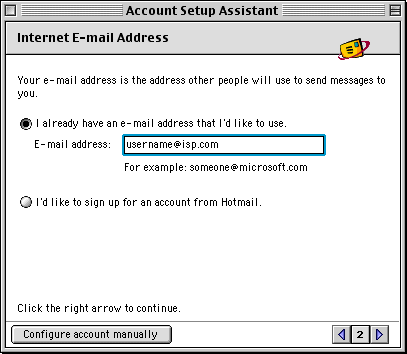 Account Setup Assistant
Internet E-mail Address
Your e-mail address is the address other people will use to send messages to
you.
I already have an e-mail address that I'd like to use.
E-mail address: username@isp.com
For example: someone@microsoft.com
I'd like to sign up for an account from Hotmail.
Click the right arrow to continue.
Configure account manually 2